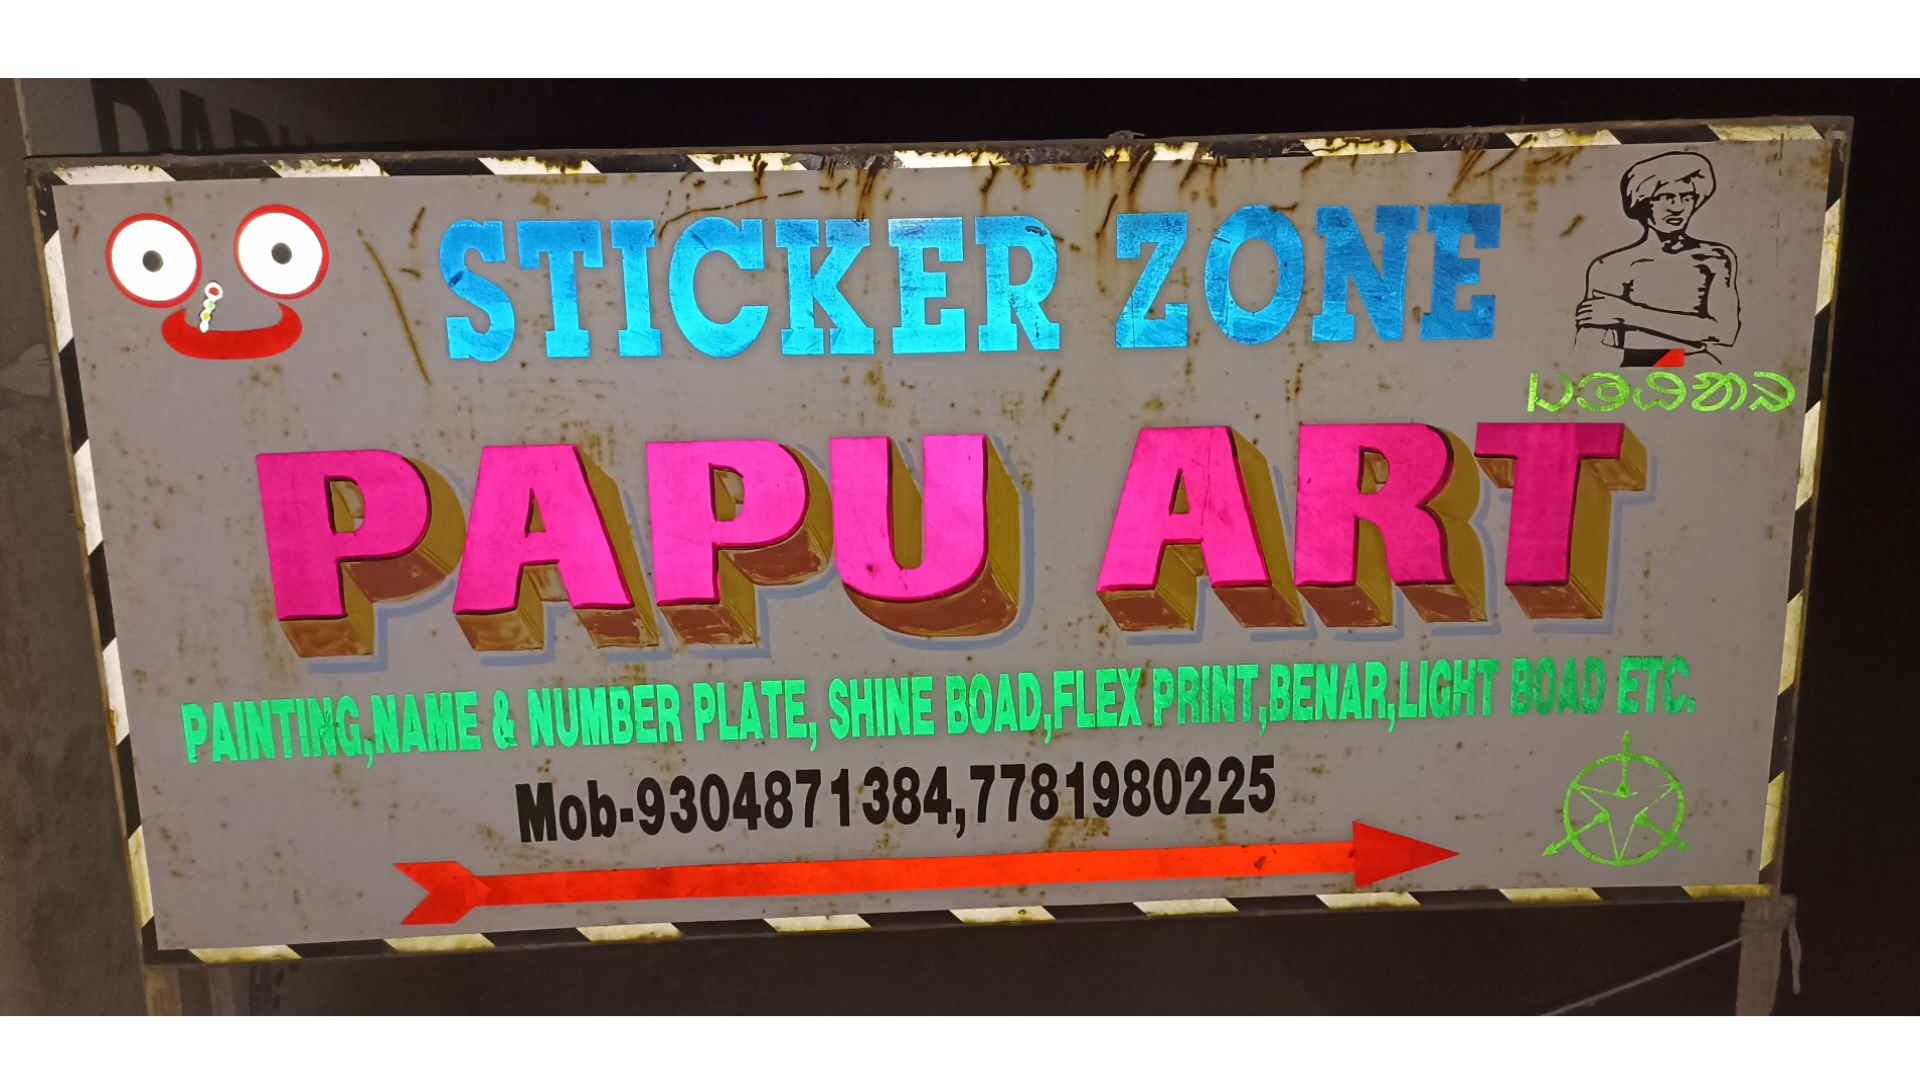 STICKER ZONE
PAPU ART
PAINTING,NAME & NUMBER PLATE, SHINE BOAD,FLEX PRINT,BENAR,LIGHT BOAD ETC.
Mob-9304871384,7781980225